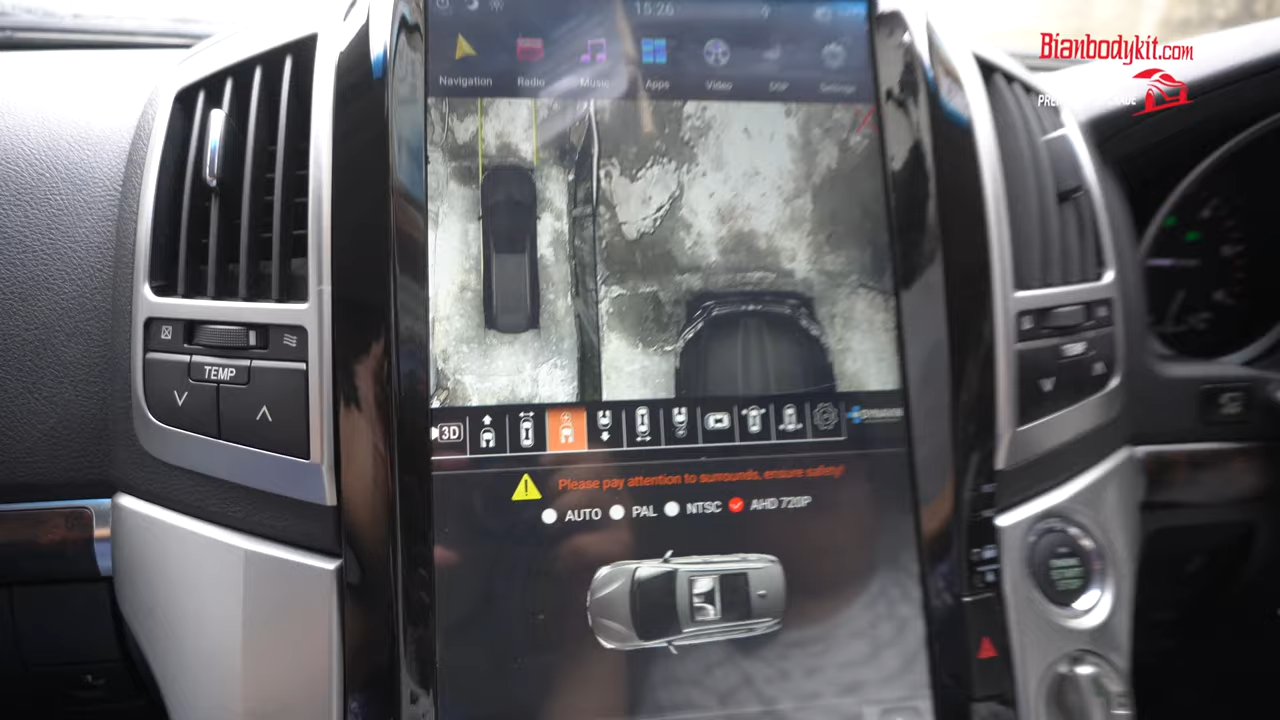 15:26
Bianbodykit.com
Navigation
Radio
Music
Apps
Video
DSP
Settings
TEMP
TEMP
3D
Please pay attention to surrounds, ensure safety!
AUTO
PAL
NTSC
AHD 720P